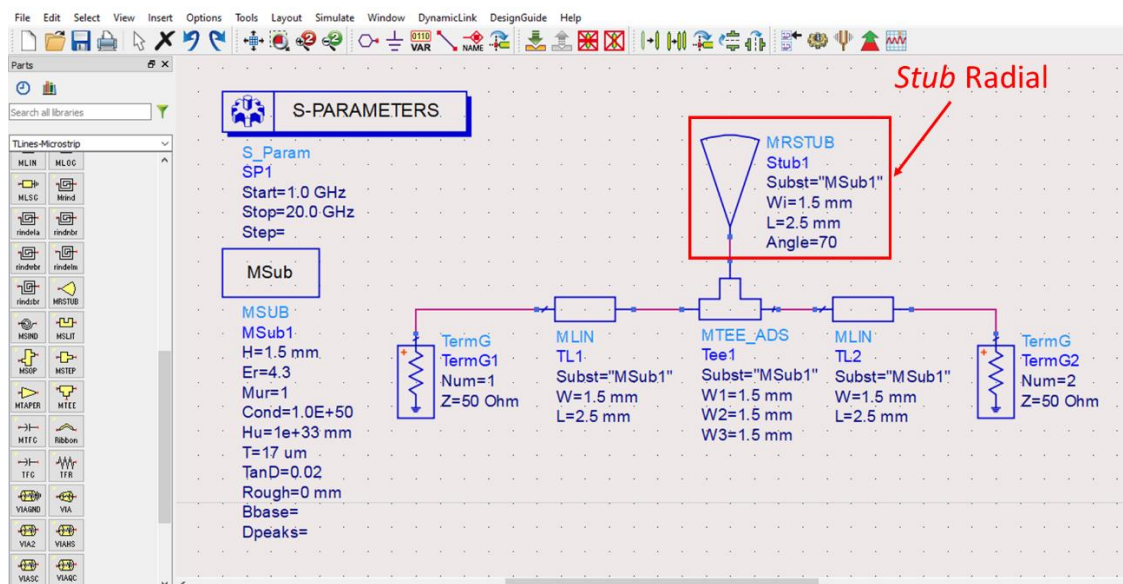 File Edit Select View Insert Options Tools Layout Simulate Window DynamicLink DesignGuide Help
0110
VAR
NAME
Parts
Search all libraries
TLines-Microstrip
MLIN MLOC
MLSC Mrind
rindela rindnbr
rindwbr rindelm
rindsbr MRSTUB
MSIND MSLIT
MSOP MSTEP
MTAPER MTEE
MTFC Ribbon
TFC TFR
VIAGND VIA
VIA2 VIAHS
VIASC VIAQC
Stub Radial
S-PARAMETERS
S_Param
SP1
Start=1.0 GHz
Stop=20.0 GHz
Step=
MSub
MSUB
MSub1
H=1.5 mm
Er=4.3
Mur=1
Cond=1.0E+50
Hu=1e+33 mm
T=17 um
TanD=0.02
Rough=0 mm
Bbase=
Dpeaks=
MRSTUB
Stub1
Subst="MSub1"
Wi=1.5 mm
L=2.5 mm
Angle=70
TermG
TermG1
Num=1
Z=50 Ohm
MLIN
TL1
Subst="MSub1"
W=1.5 mm
L=2.5 mm
MTEE_ADS
Tee1
Subst="MSub1"
W1=1.5 mm
W2=1.5 mm
W3=1.5 mm
MLIN
TL2
Subst="MSub1"
W=1.5 mm
L=2.5 mm
TermG
TermG2
Num=2
Z=50 Ohm